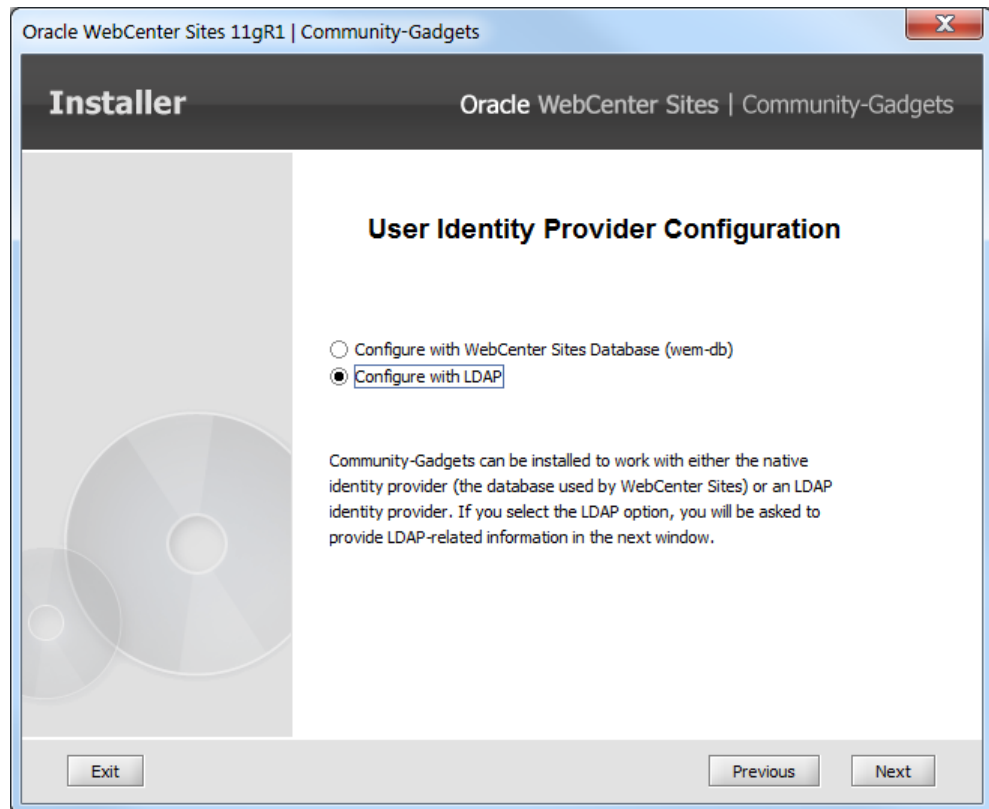 Oracle WebCenter Sites 11gR1 | Community-Gadgets
X
Installer
Oracle WebCenter Sites | Community-Gadgets
User Identity Provider Configuration
Configure with WebCenter Sites Database (wem-db)
Configure with LDAP
Community-Gadgets can be installed to work with either the native
identity provider (the database used by WebCenter Sites) or an LDAP
identity provider. If you select the LDAP option, you will be asked to
provide LDAP-related information in the next window.
Exit
Previous
Next